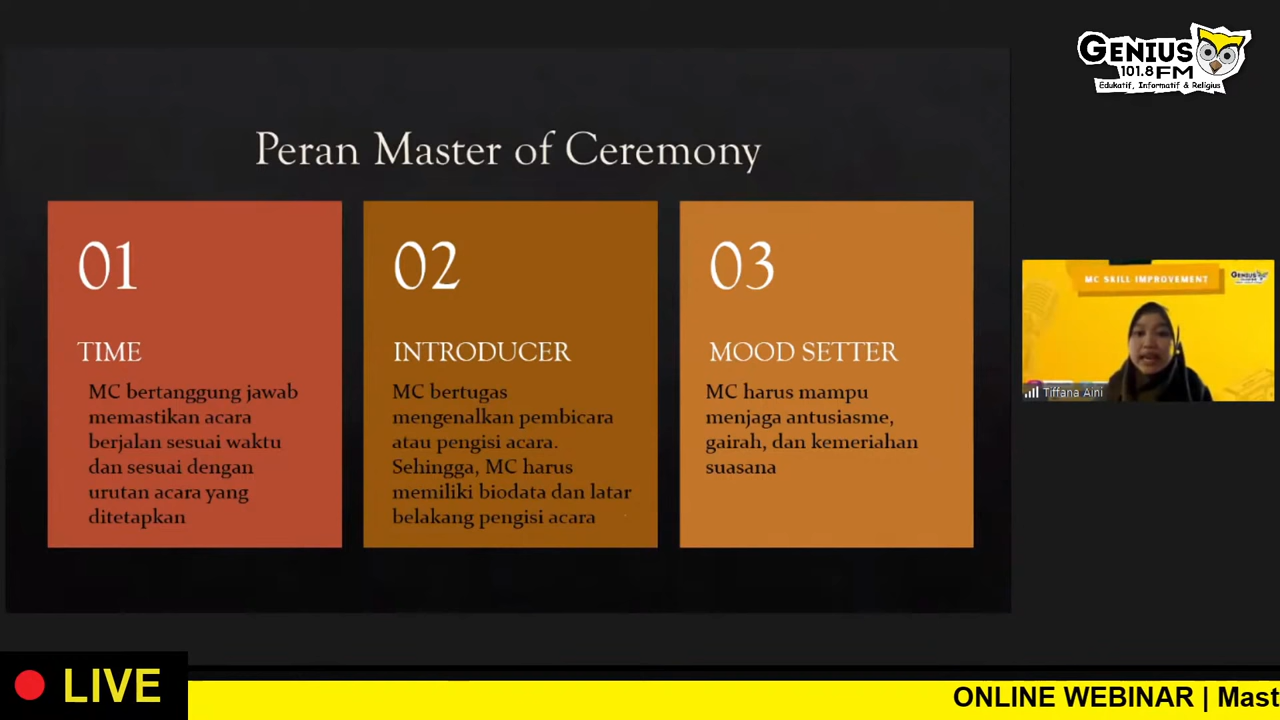 GENIUS
101.8 FM
Edukatif, Informatif & Religius
Peran Master of Ceremony
01
TIME
MC bertanggung jawab
memastikan acara
berjalan sesuai waktu
dan sesuai dengan
urutan acara yang
ditetapkan
02
INTRODUCER
MC bertugas
mengenalkan pembicara
atau pengisi acara.
Sehingga, MC harus
memiliki biodata dan latar
belakang pengisi acara
03
MOOD SETTER
MC harus mampu
menjaga antusiasme,
gairah, dan kemeriahan
suasana
MC SKILL IMPROVEMENT
GENIUS
Tiffana Aini
LIVE
ONLINE WEBINAR | Mast